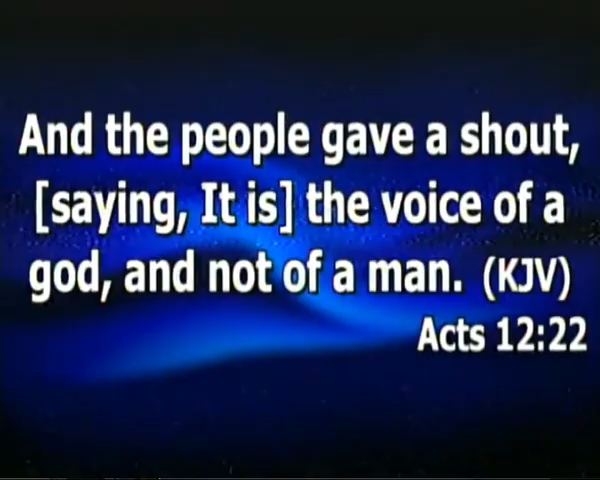 And the people gave a shout,
[saying, It is] the voice of a
god, and not of a man. (KJV)
Acts 12:22